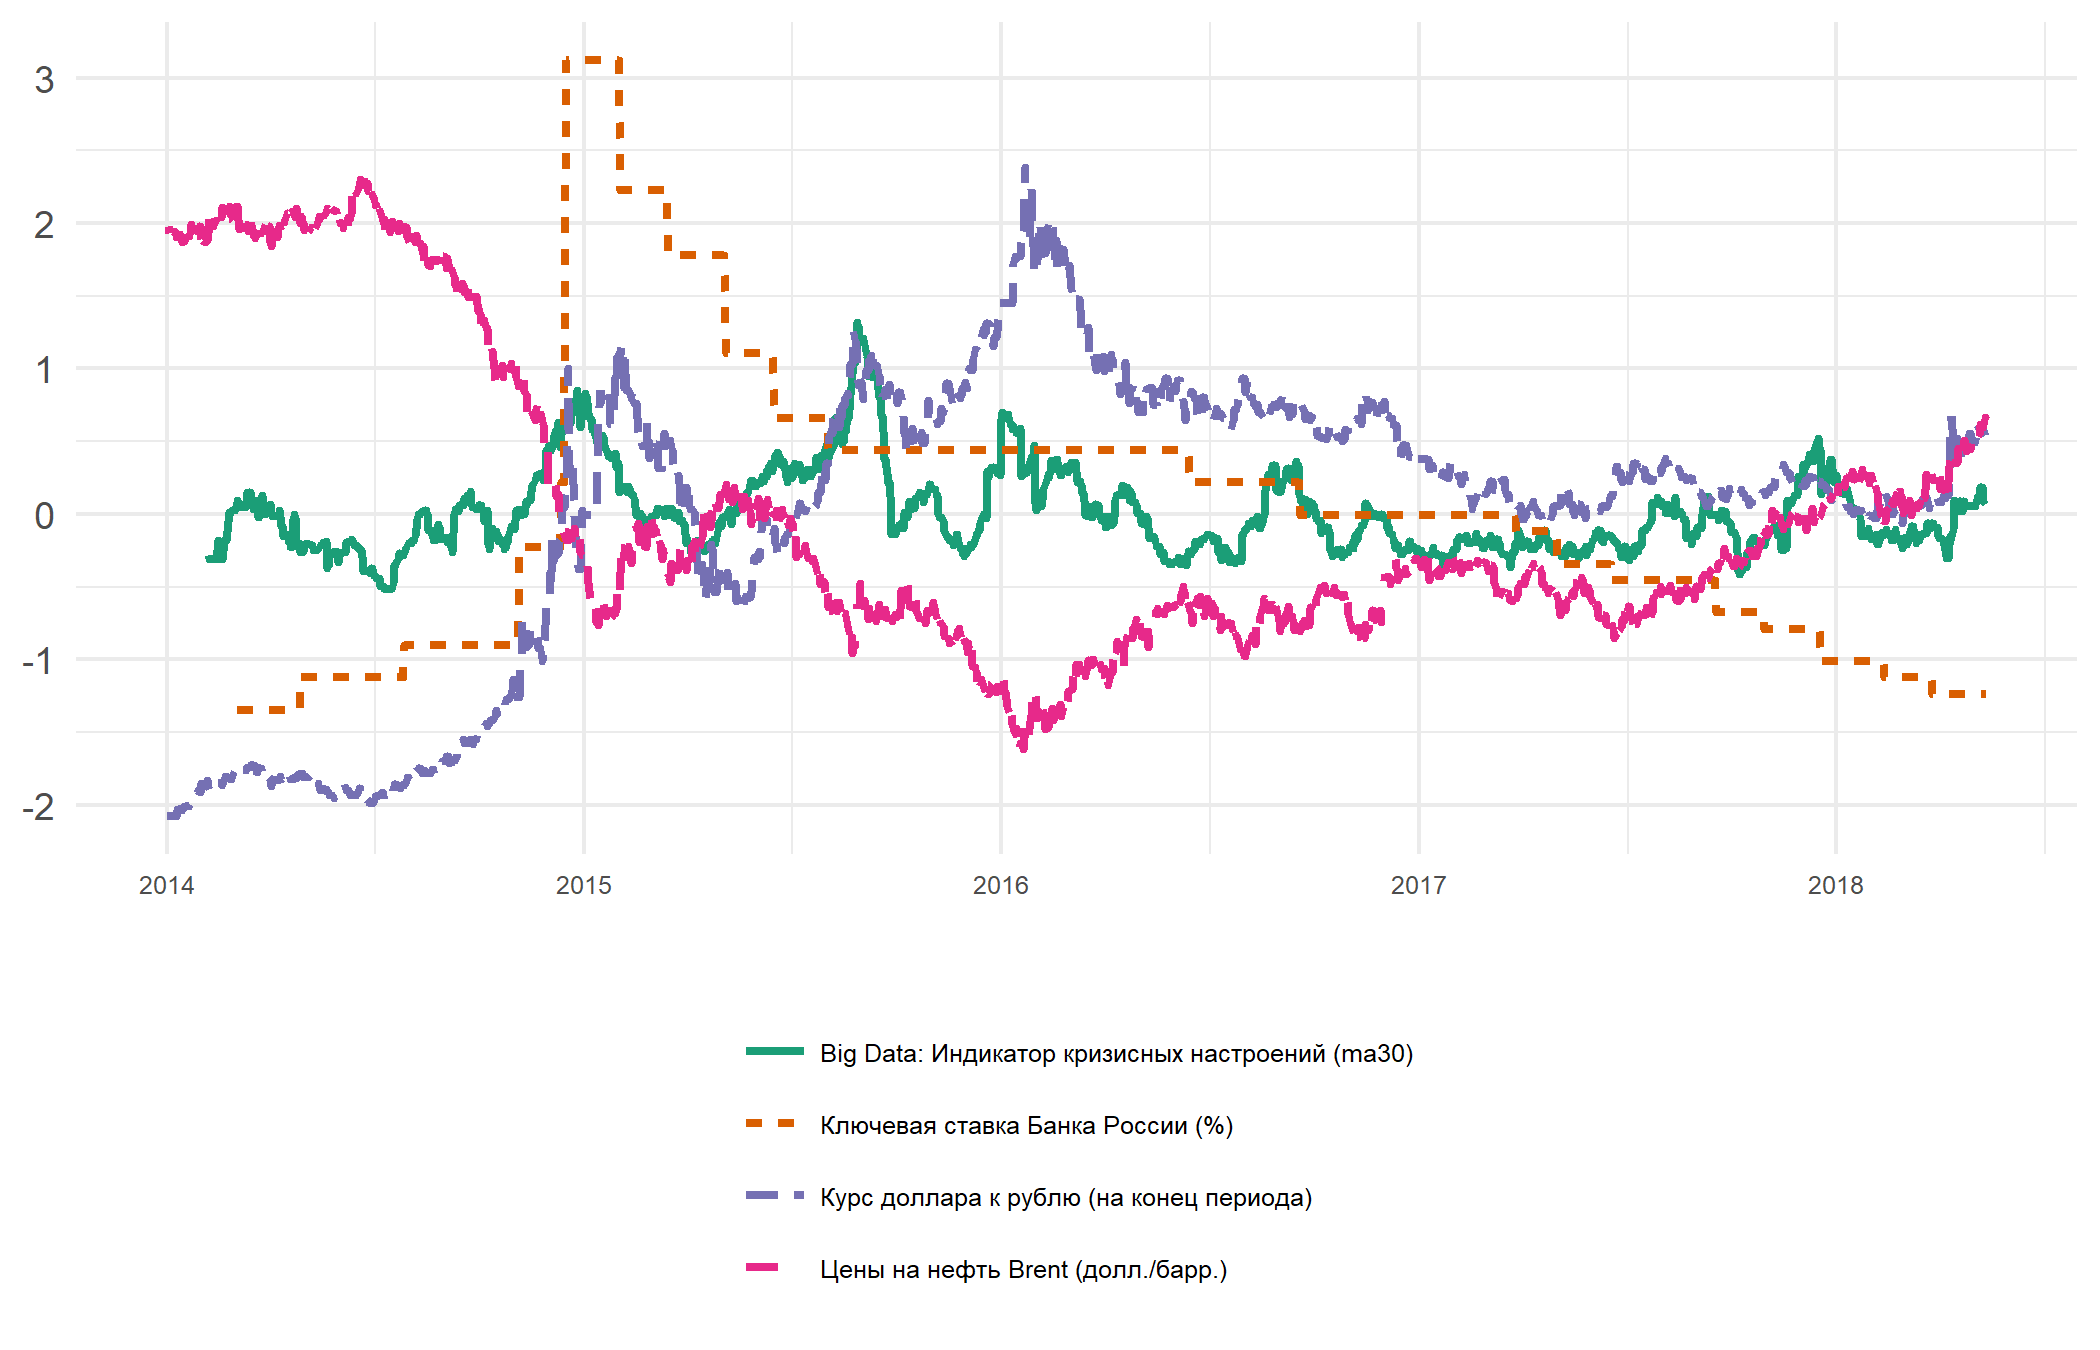 3
2
1
0
-1
-2
2014 2015 2016 2017 2018
Big Data: Индикатор кризисных настроений (ma30)
Ключевая ставка Банка России (%)
Курс доллара к рублю (на конец периода)
Цены на нефть Brent (долл./барр.)